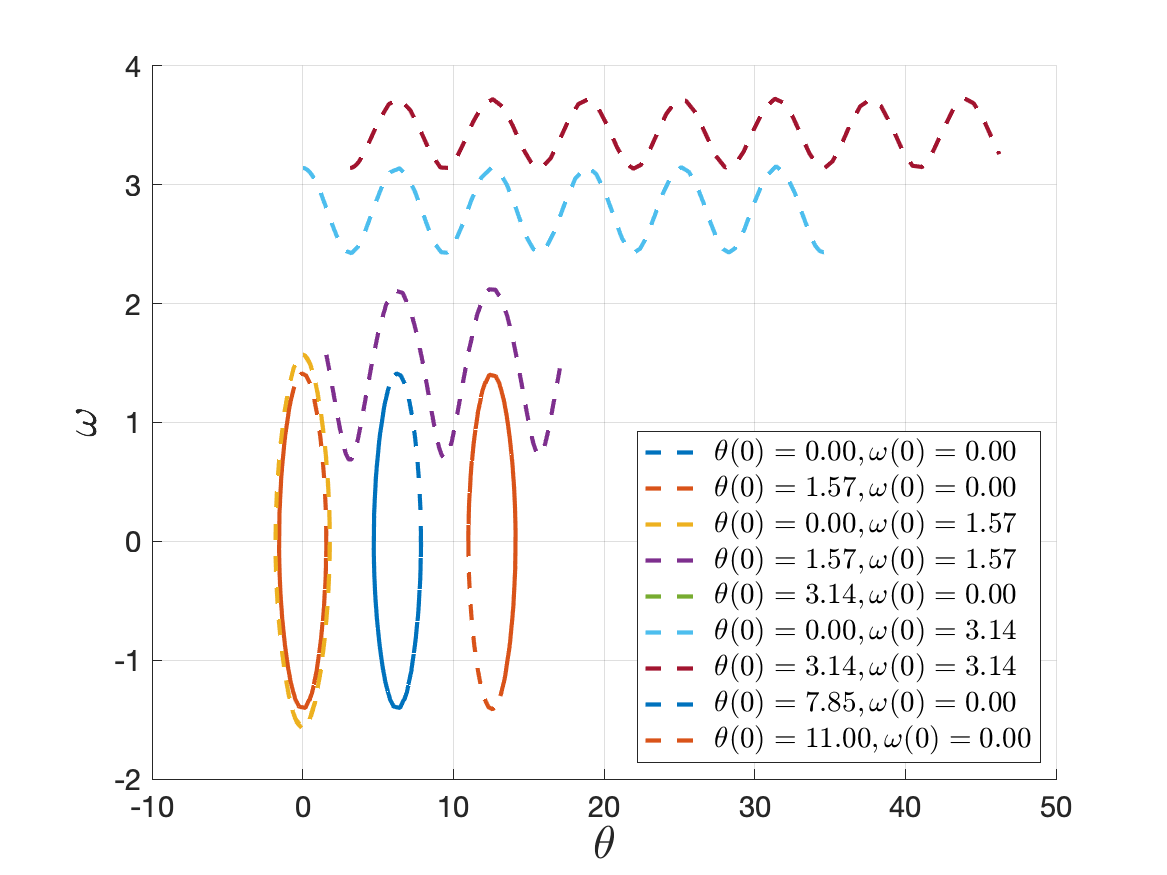 4
3
2
1
0
-1
-2
ω
θ(0) = 0.00, ω(0) = 0.00
θ(0) = 1.57, ω(0) = 0.00
θ(0) = 0.00, ω(0) = 1.57
θ(0) = 1.57, ω(0) = 1.57
θ(0) = 3.14, ω(0) = 0.00
θ(0) = 0.00, ω(0) = 3.14
θ(0) = 3.14, ω(0) = 3.14
θ(0) = 7.85, ω(0) = 0.00
θ(0) = 11.00, ω(0) = 0.00
-10 0 10 20 30 40 50
θ